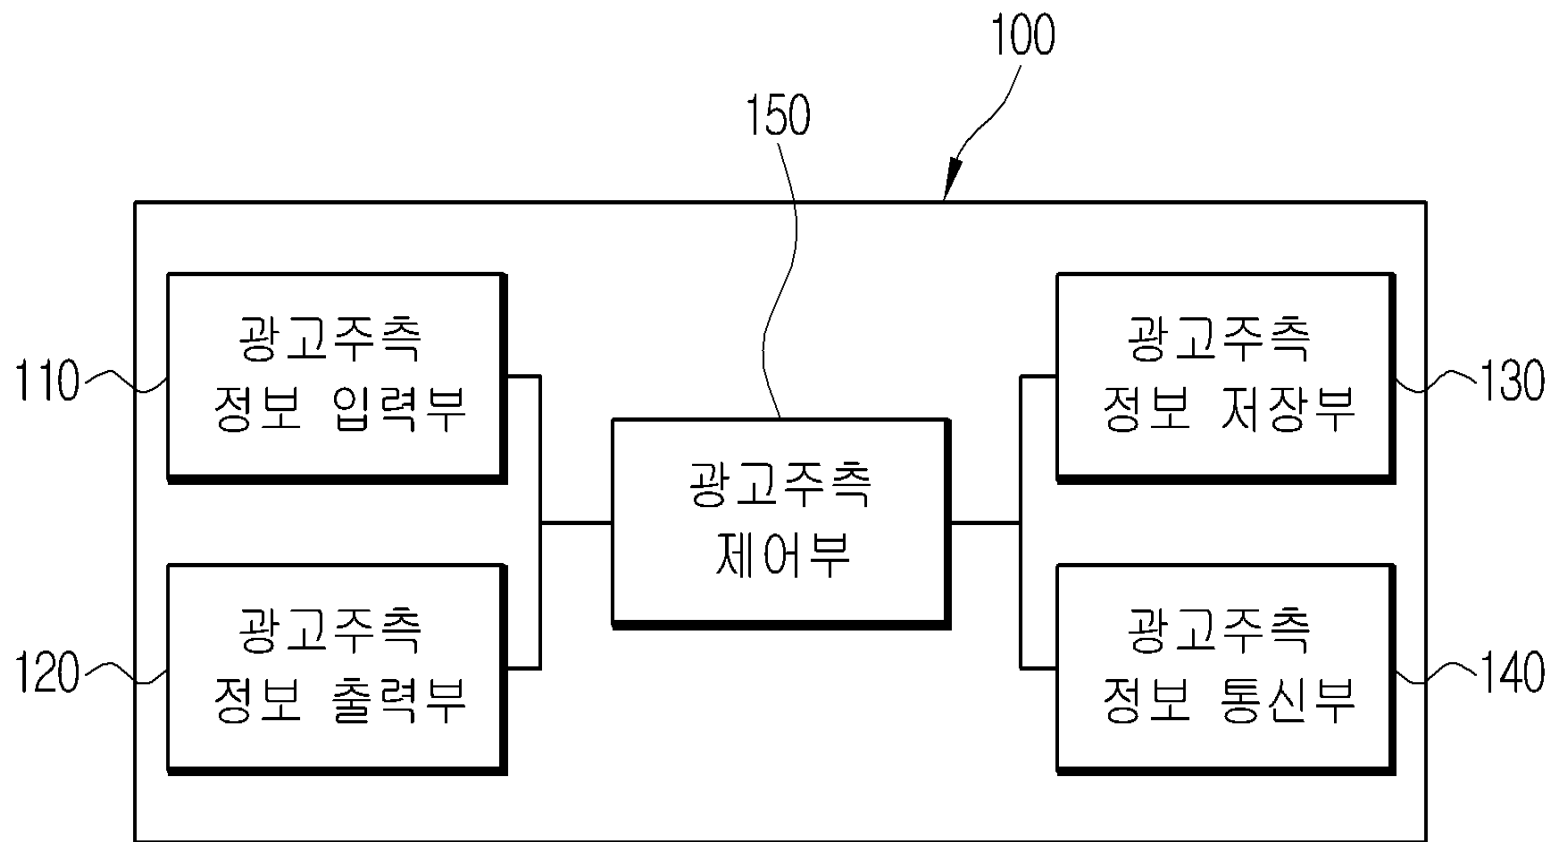 100
150
광고주측
정보 입력부
110
광고주측
정보 저장부
130
광고주측
제어부
광고주측
정보 출력부
120
광고주측
정보 통신부
140